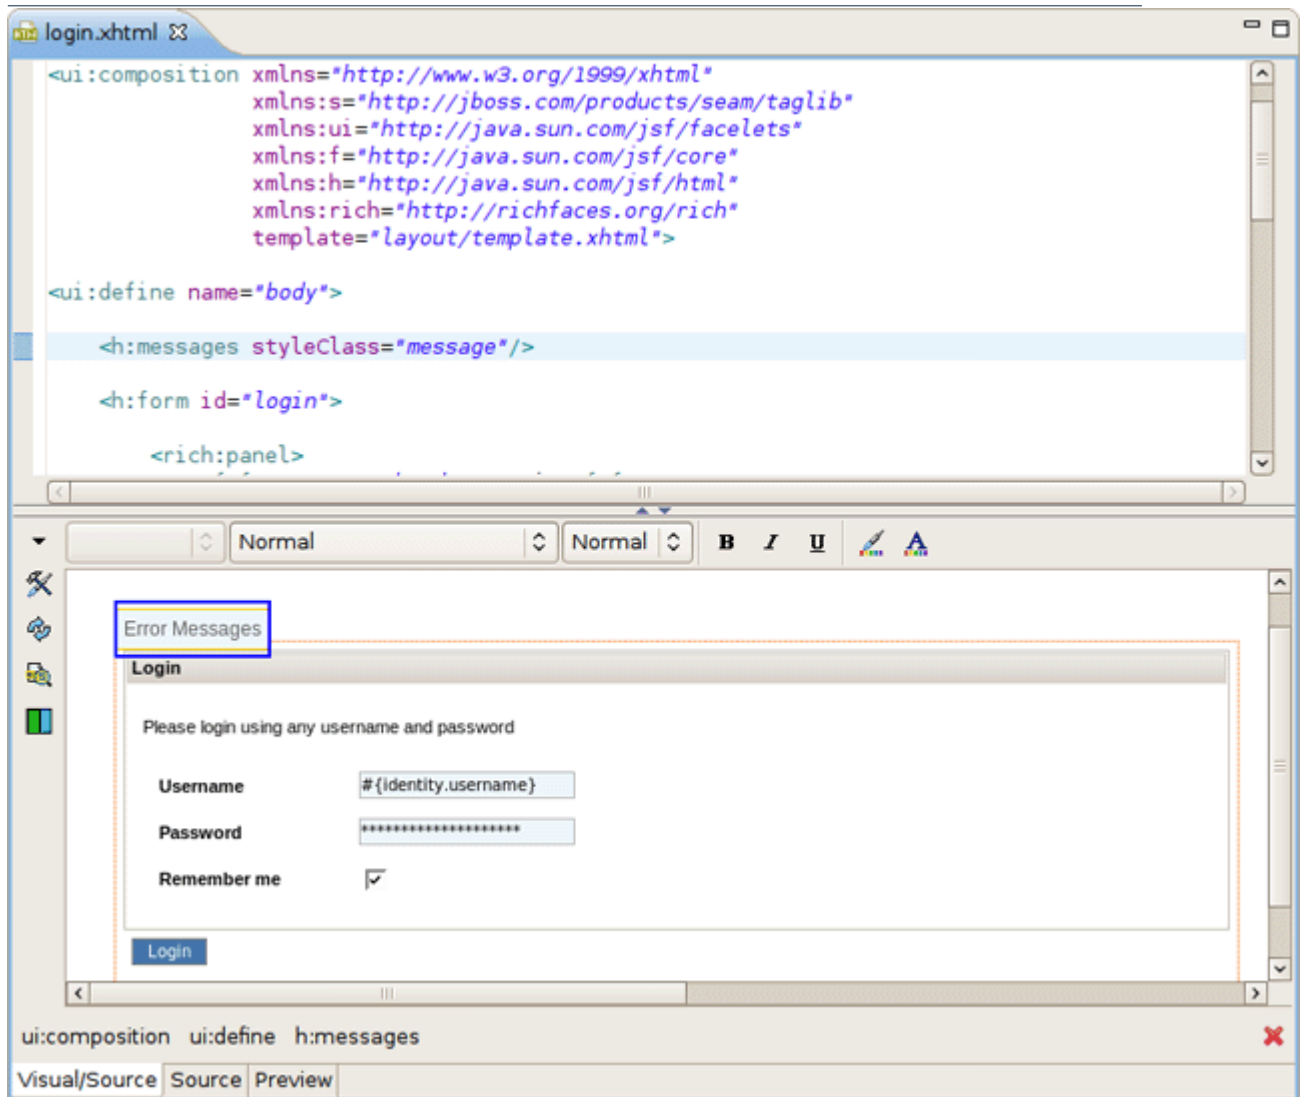 login.xhtml
<ui:composition xmlns="http://www.w3.org/1999/xhtml"
xmlns:s="http://jboss.com/products/seam/taglib"
xmlns:ui="http://java.sun.com/jsf/facelets"
xmlns:f="http://java.sun.com/jsf/core"
xmlns:h="http://java.sun.com/jsf/html"
xmlns:rich="http://richfaces.org/rich"
template="layout/template.xhtml">
<ui:define name="body">
<h:messages styleClass="message"/>
<h:form id="login">
<rich:panel>
Normal Normal B I U A
Error Messages
Login
Please login using any username and password
Username #{identity.username}
Password ********************
Remember me
Login
ui:composition ui:define h:messages
Visual/Source Source Preview